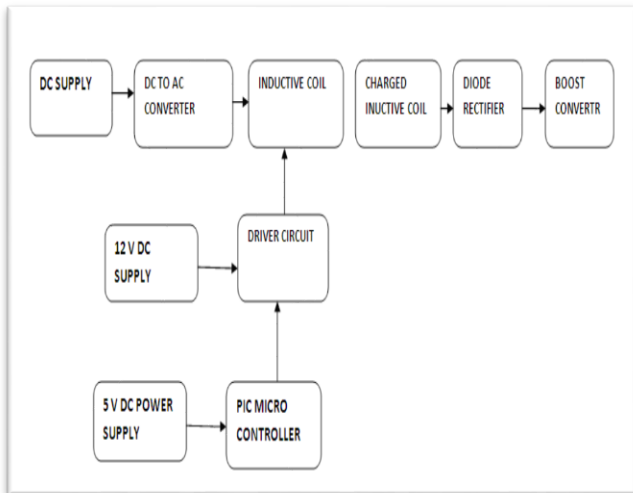 DC SUPPLY
DC TO AC
CONVERTER
INDUCTIVE COIL
CHARGED
INUCTIVE COIL
DIODE
RECTIFIER
BOOST
CONVERTR
12 V DC
SUPPLY
DRIVER CIRCUIT
5 V DC POWER
SUPPLY
PIC MICRO
CONTROLLER